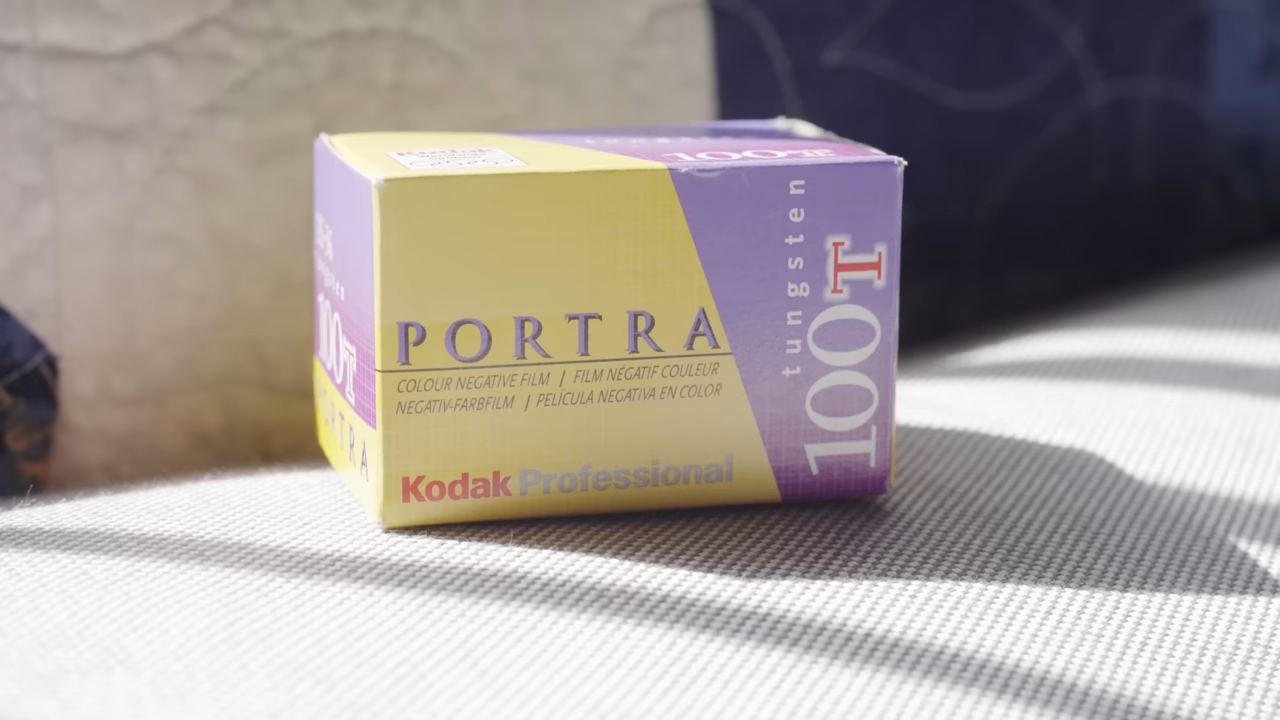 Kodak
100T
PORTRA
COLOUR NEGATIVE FILM | FILM NÉGATIF COULEUR
NEGATIV-FARBFILM | PELÍCULA NEGATIVA EN COLOR
Kodak Professional
tungsten
100T
100T
PORTRA